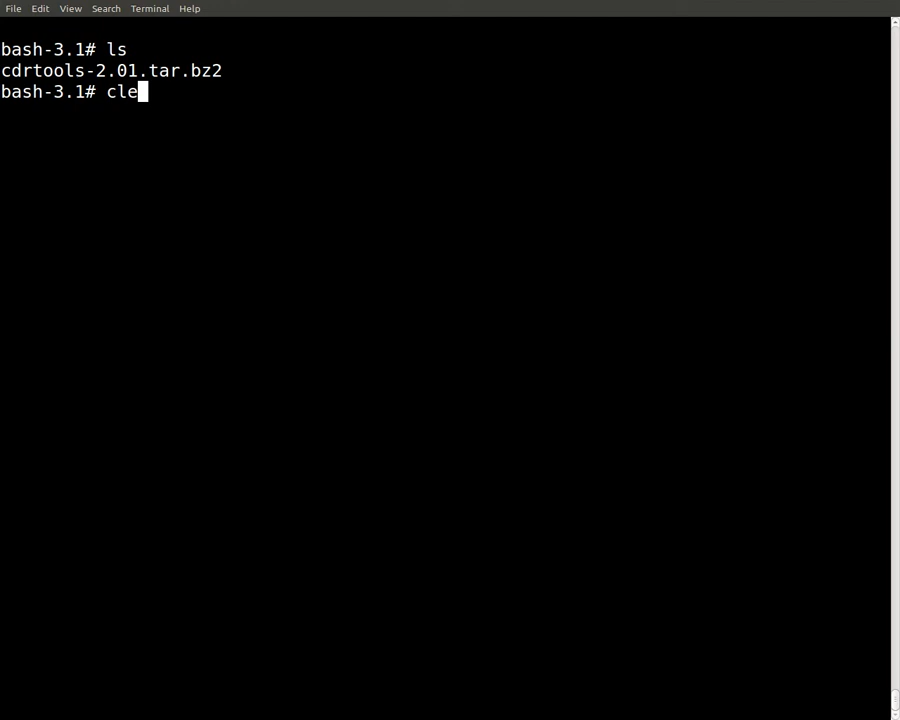 File Edit View Search Terminal Help
bash-3.1# ls
cdrtools-2.01.tar.bz2
bash-3.1# cle